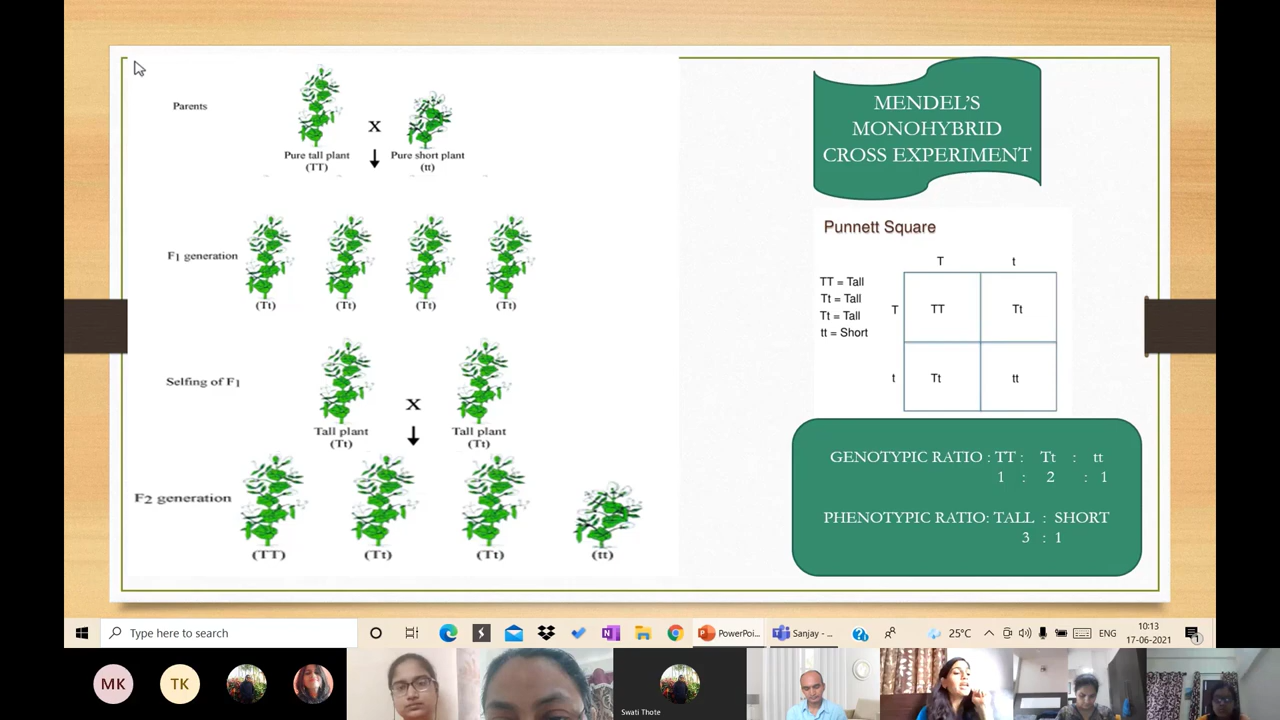 Parents
X
Pure tall plant
(TT)
Pure short plant
(tt)
F1 generation
(Tt) (Tt) (Tt) (Tt)
Selfing of F1
X
Tall plant
(Tt)
Tall plant
(Tt)
F2 generation
(TT) (Tt) (Tt) (tt)
MENDEL'S
MONOHYBRID
CROSS EXPERIMENT
Punnett Square
T t
TT = Tall
Tt = Tall
Tt = Tall
tt = Short
T TT Tt
t Tt tt
GENOTYPIC RATIO : TT : Tt : tt
1 : 2 : 1
PHENOTYPIC RATIO: TALL : SHORT
3 : 1
Type here to search
PowerPoi...
Sanjay - ...
25°C
ENG
10:13
17-06-2021
1
MK
TK
Swati Thote